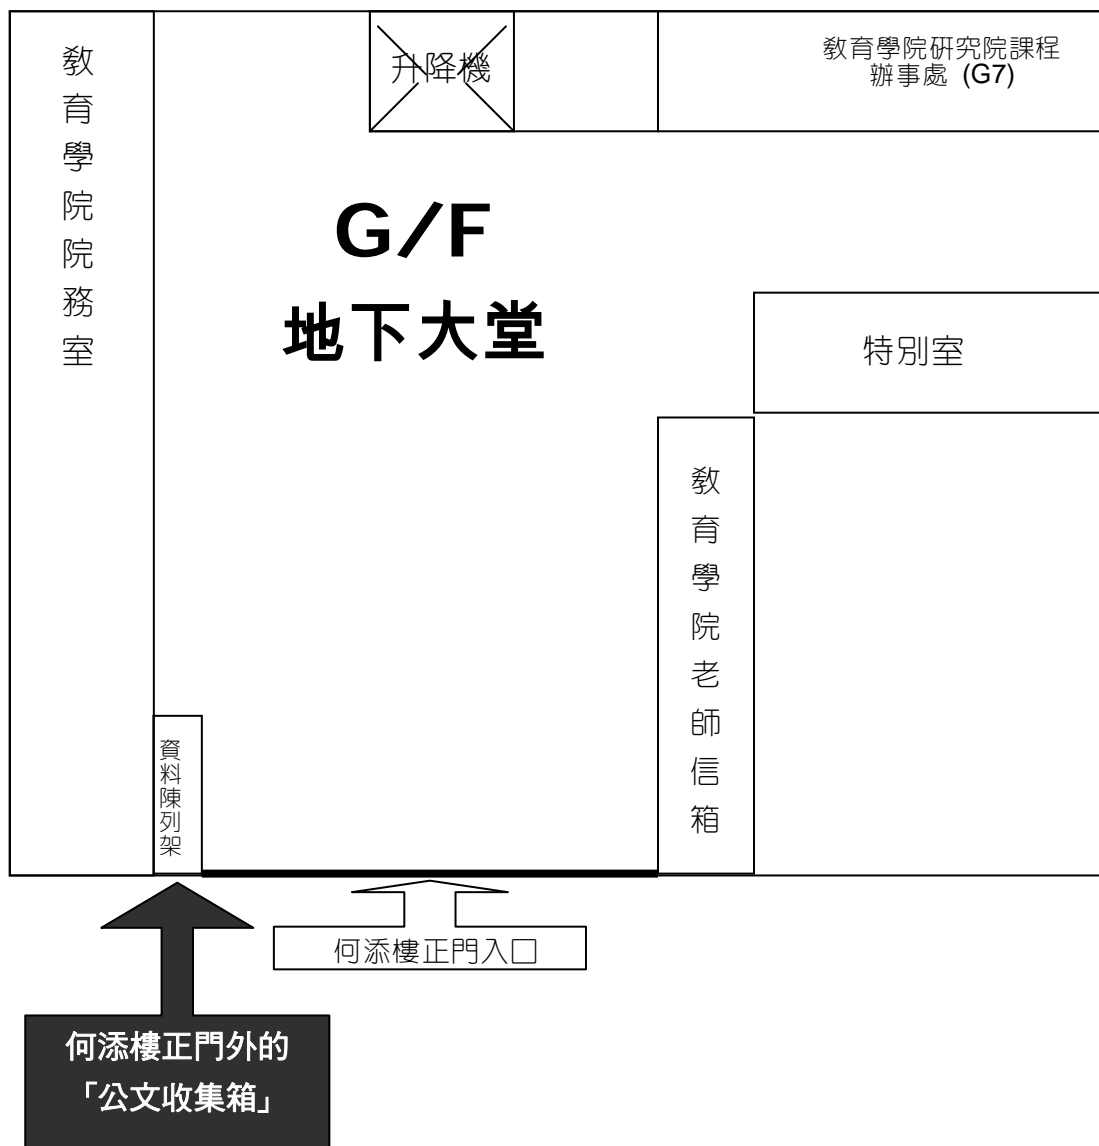 教育學院院務室
升降機
教育學院研究院課程
辦事處 (G7)
G/F
地下大堂
特別室
教育學院老師信箱
資料陳列架
何添樓正門入口
何添樓正門外的
「公文收集箱」